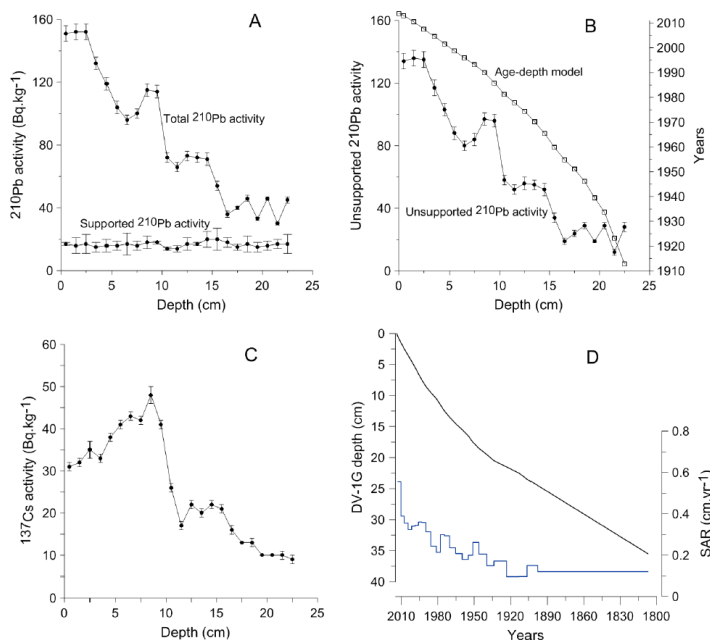 A
160
120
80
40
0
210Pb activity (Bq.kg-1)
Total 210Pb activity
Supported 210Pb activity
0 5 10 15 20 25
Depth (cm)
B
160
120
80
40
0
Unsupported 210Pb activity
Age-depth model
Unsupported 210Pb activity
2010
2000
1990
1980
1970
1960
1950
1940
1930
1920
1910
Years
0 5 10 15 20 25
Depth (cm)
C
60
50
40
30
20
10
0
137Cs activity (Bq.kg-1)
0 5 10 15 20 25
Depth (cm)
D
0
5
10
15
20
25
30
35
40
DV-1G depth (cm)
0.8
0.6
0.4
0.2
0
SAR (cm.yr-1)
2010 1980 1950 1920 1890 1860 1830 1800
Years